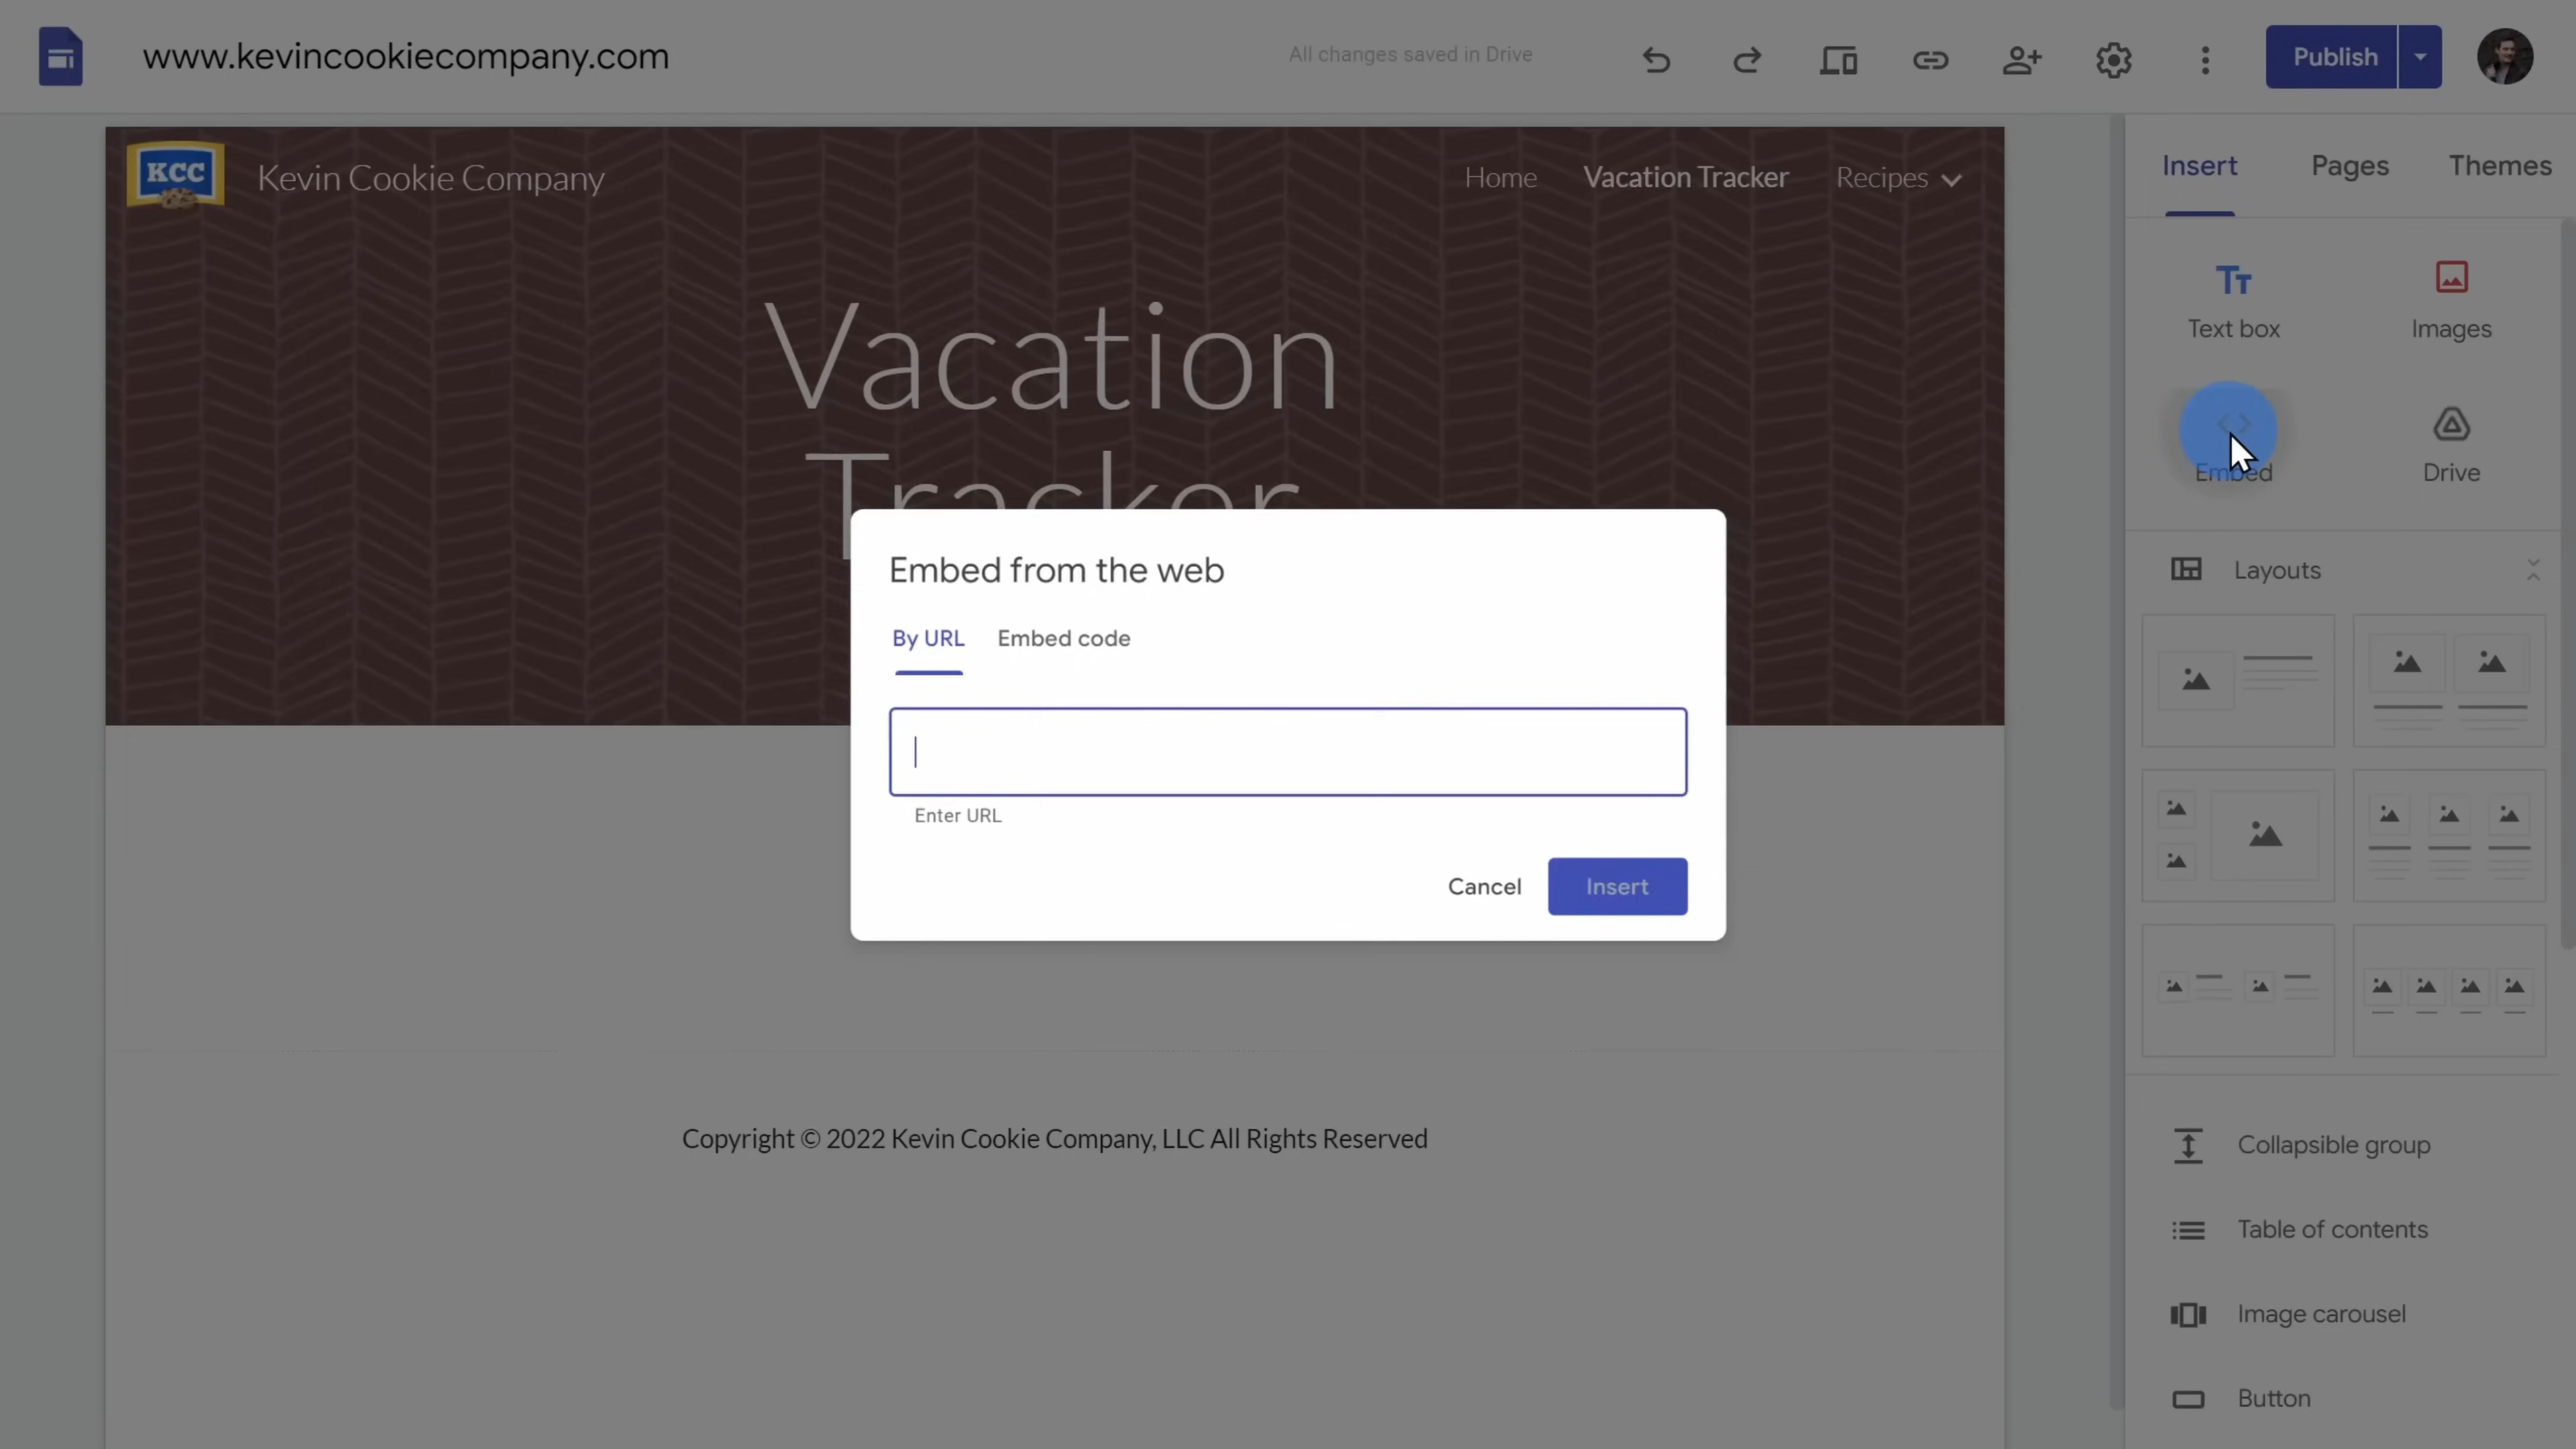 www.kevincookiecompany.com
All changes saved in Drive
Publish
KCC
Kevin Cookie Company
Home
Vacation Tracker
Recipes
Vacation
Tracker
Insert
Pages
Themes
Text box
Images
Embed
Drive
Layouts
Embed from the web
By URL
Embed code
Enter URL
Cancel
Insert
Copyright © 2022 Kevin Cookie Company, LLC All Rights Reserved
Collapsible group
Table of contents
Image carousel
Button